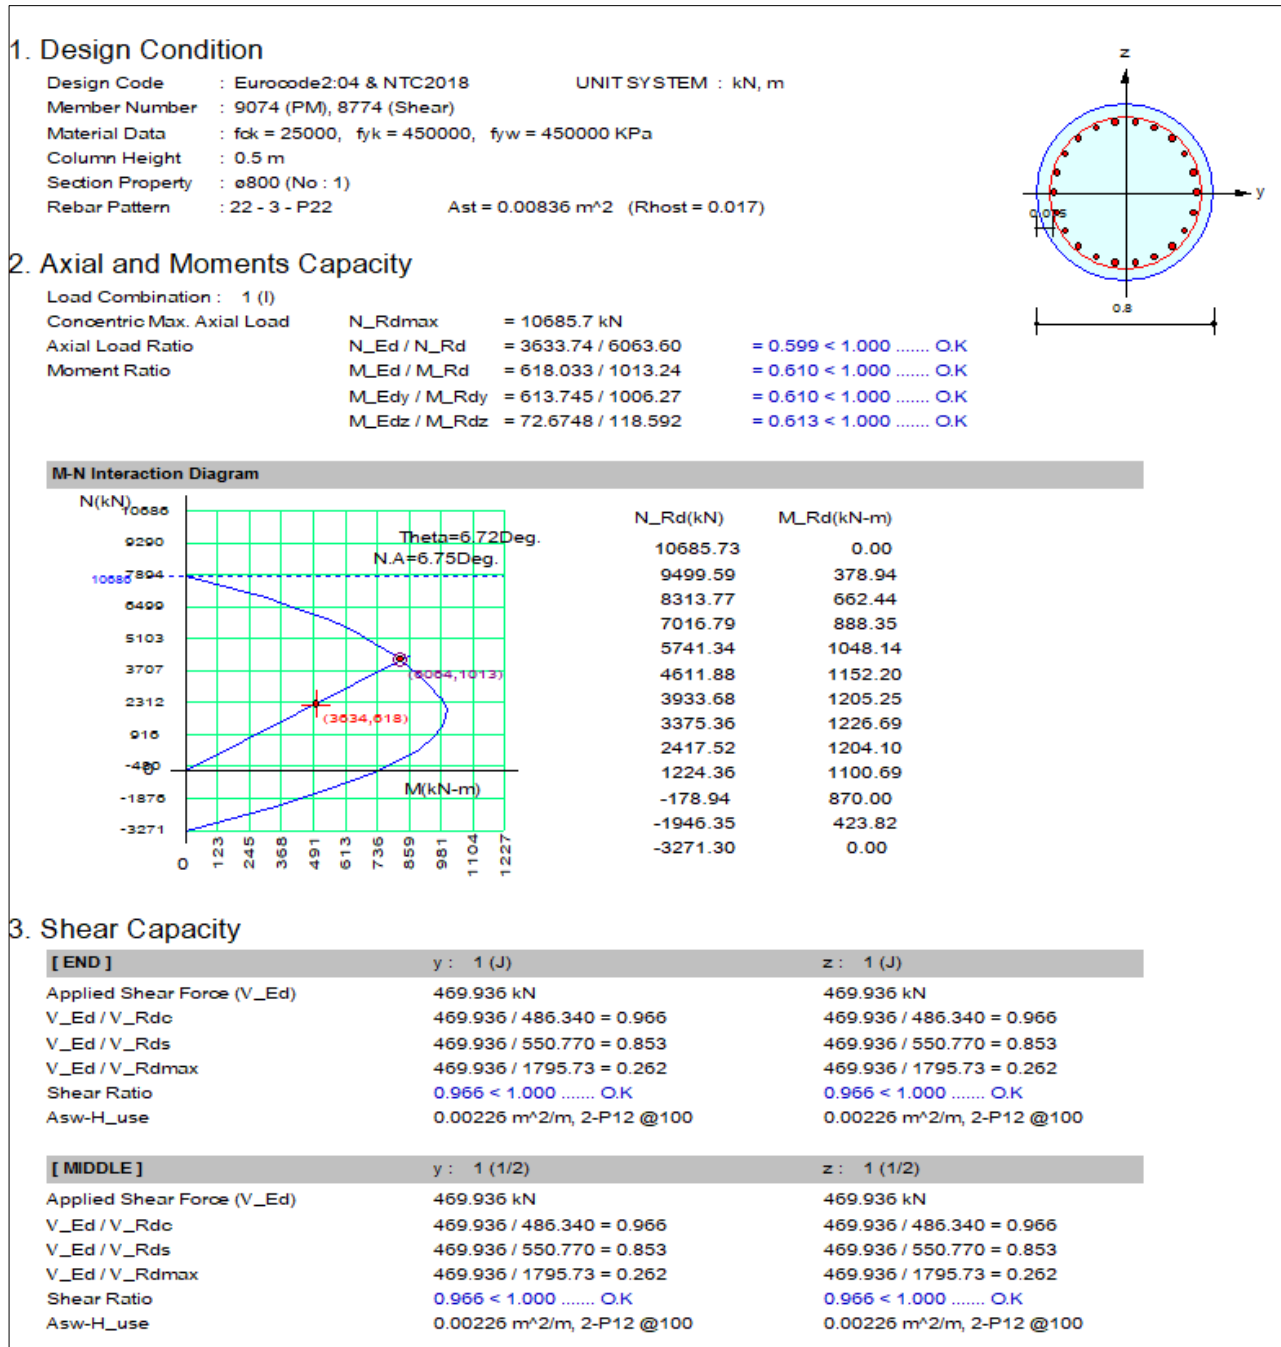 1. Design Condition
Design Code : Eurocode2:04 & NTC2018 UNIT SYSTEM : kN, m
Member Number : 9074 (PM), 8774 (Shear)
Material Data : fck = 25000, fyk = 450000, fyw = 450000 KPa
Column Height : 0.5 m
Section Property : ø800 (No : 1)
Rebar Pattern : 22 - 3 - P22 Ast = 0.00836 m^2 (Rhost = 0.017)
z
y
0.075
0.8
2. Axial and Moments Capacity
Load Combination : 1 (I)
Concentric Max. Axial Load N_Rdmax = 10685.7 kN
Axial Load Ratio N_Ed / N_Rd = 3633.74 / 6063.60 = 0.599 < 1.000 ....... O.K
Moment Ratio M_Ed / M_Rd = 618.033 / 1013.24 = 0.610 < 1.000 ....... O.K
M_Edy / M_Rdy = 613.745 / 1006.27 = 0.610 < 1.000 ....... O.K
M_Edz / M_Rdz = 72.6748 / 118.592 = 0.613 < 1.000 ....... O.K
M-N Interaction Diagram
N(kN)
10686
9290
7894
6499
5103
3707
2312
916
-480
0
-1876
-3271
10686
Theta=6.72Deg.
N.A=6.75Deg.
(6064,1013)
(3634,618)
M(kN-m)
0 123 245 368 491 613 736 859 981 1104 1227
N_Rd(kN) M_Rd(kN-m)
10685.73 0.00
9499.59 378.94
8313.77 662.44
7016.79 888.35
5741.34 1048.14
4611.88 1152.20
3933.68 1205.25
3375.36 1226.69
2417.52 1204.10
1224.36 1100.69
-178.94 870.00
-1946.35 423.82
-3271.30 0.00
3. Shear Capacity
[ END ] y : 1 (J) z : 1 (J)
Applied Shear Force (V_Ed) 469.936 kN 469.936 kN
V_Ed / V_Rdc 469.936 / 486.340 = 0.966 469.936 / 486.340 = 0.966
V_Ed / V_Rds 469.936 / 550.770 = 0.853 469.936 / 550.770 = 0.853
V_Ed / V_Rdmax 469.936 / 1795.73 = 0.262 469.936 / 1795.73 = 0.262
Shear Ratio 0.966 < 1.000 ....... O.K 0.966 < 1.000 ....... O.K
Asw-H_use 0.00226 m^2/m, 2-P12 @100 0.00226 m^2/m, 2-P12 @100
[ MIDDLE ] y : 1 (1/2) z : 1 (1/2)
Applied Shear Force (V_Ed) 469.936 kN 469.936 kN
V_Ed / V_Rdc 469.936 / 486.340 = 0.966 469.936 / 486.340 = 0.966
V_Ed / V_Rds 469.936 / 550.770 = 0.853 469.936 / 550.770 = 0.853
V_Ed / V_Rdmax 469.936 / 1795.73 = 0.262 469.936 / 1795.73 = 0.262
Shear Ratio 0.966 < 1.000 ....... O.K 0.966 < 1.000 ....... O.K
Asw-H_use 0.00226 m^2/m, 2-P12 @100 0.00226 m^2/m, 2-P12 @100